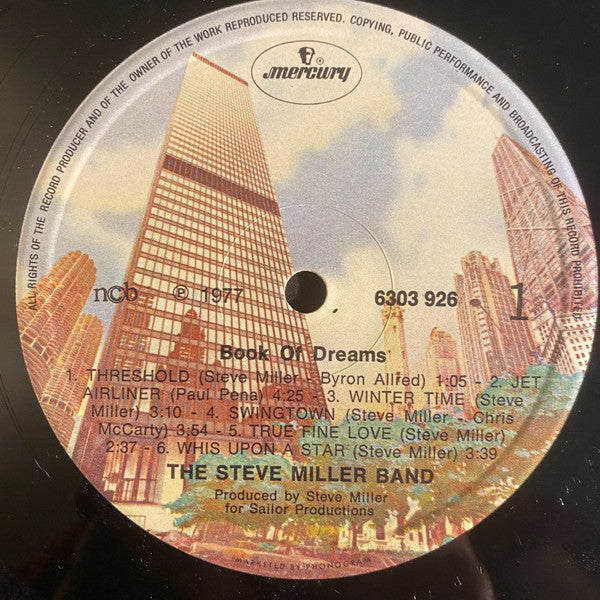 ALL RIGHTS OF THE RECORD PRODUCER AND OF THE OWNER OF THE WORK REPRODUCED RESERVED. COPYING, PUBLIC PERFORMANCE AND BROADCASTING OF THIS RECORD PROHIBITED
mercury
ncb ℗ 1977 6303 926 1
Book Of Dreams
1. THRESHOLD (Steve Miller - Byron Allred) 1:05 - 2. JET
AIRLINER (Paul Pena) 4:25 - 3. WINTER TIME (Steve
Miller) 3:10 - 4. SWINGTOWN (Steve Miller - Chris
McCarty) 3:54 - 5. TRUE FINE LOVE (Steve Miller)
2:37 - 6. WHIS UPON A STAR (Steve Miller) 3:39
THE STEVE MILLER BAND
Produced by Steve Miller
for Sailor Productions
MARKETED BY PHONOGRAM